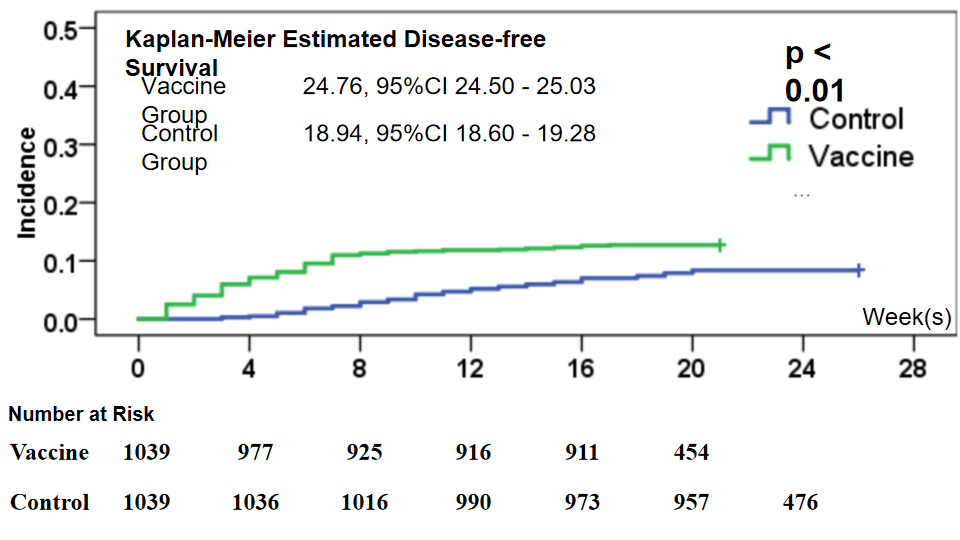 Kaplan-Meier Estimated Disease-free
Survival
Vaccine
Group
24.76, 95%CI 24.50 - 25.03
Control
Group
18.94, 95%CI 18.60 - 19.28
p <
0.01
Control
Vaccine
...
Incidence
0.5
0.4
0.3
0.2
0.1
0.0
Week(s)
0 4 8 12 16 20 24 28
Number at Risk
Vaccine 1039 977 925 916 911 454
Control 1039 1036 1016 990 973 957 476